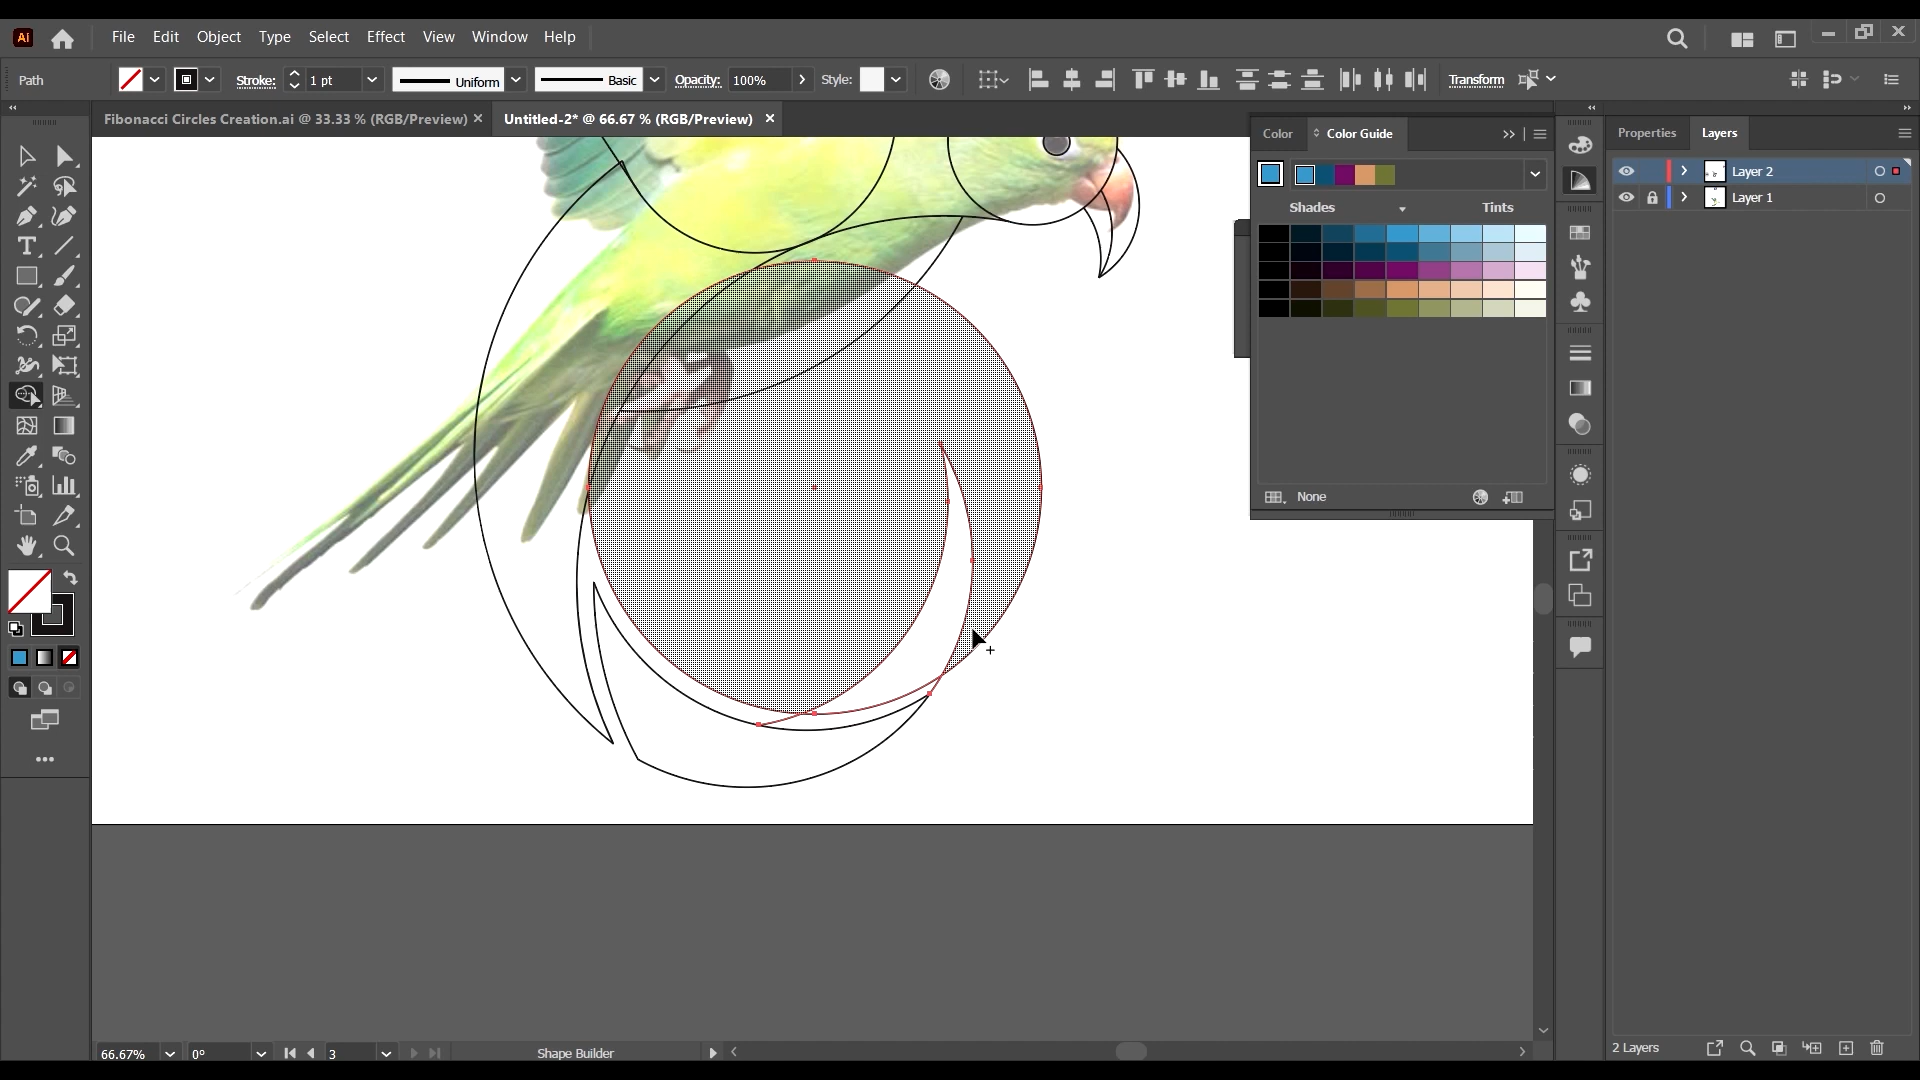 Ai File Edit Object Type Select Effect View Window Help
Path Stroke: 1 pt Uniform Basic Opacity: 100% Style: Transform
Fibonacci Circles Creation.ai @ 33.33 % (RGB/Preview) × Untitled-2* @ 66.67 % (RGB/Preview) ×
Color Color Guide
Properties Layers
Layer 2
Layer 1
Shades Tints
None
66.67% 0° 3 Shape Builder
2 Layers